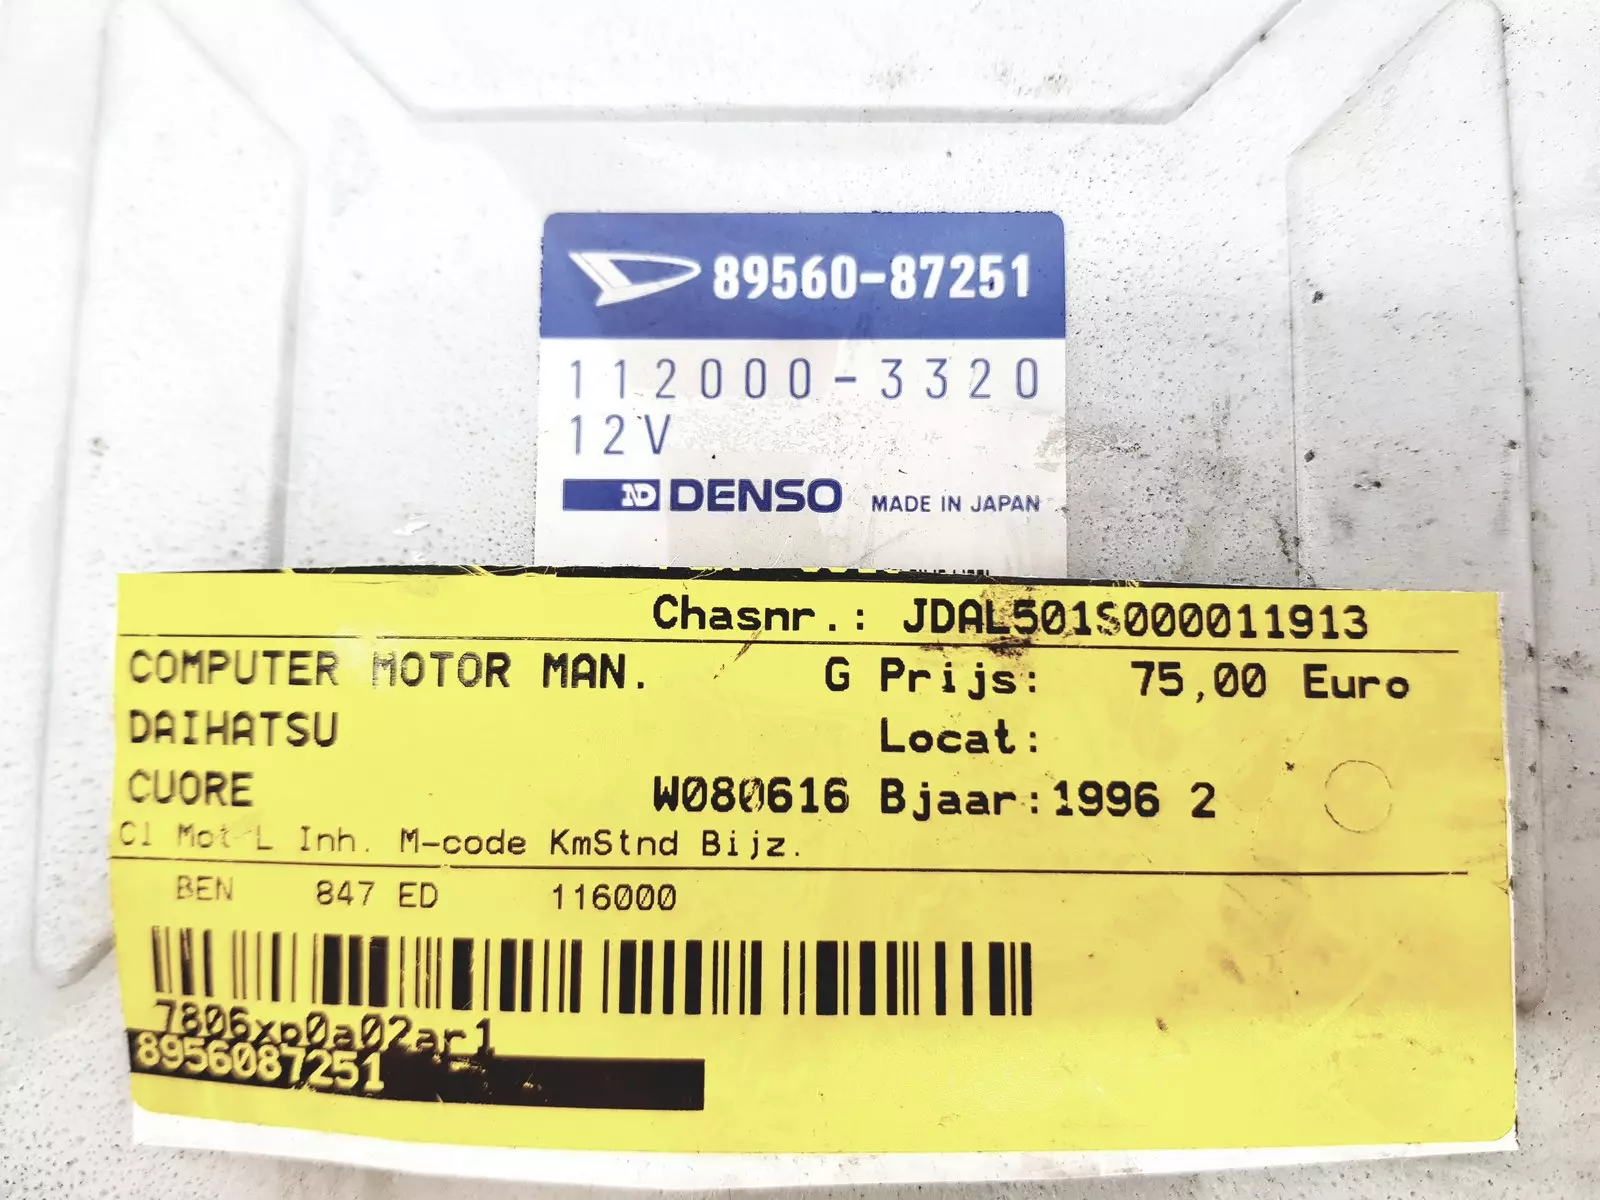 89560-87251
112000-3320
12V
ND DENSO MADE IN JAPAN
Chasnr.: JDAL501S000011913
COMPUTER MOTOR MAN. G Prijs: 75,00 Euro
DAIHATSU Locat:
CUORE W080616 Bjaar:1996 2
Cl Mot L Inh. M-code KmStnd Bijz.
BEN 847 ED 116000
7806xp0a02ar1
8956087251